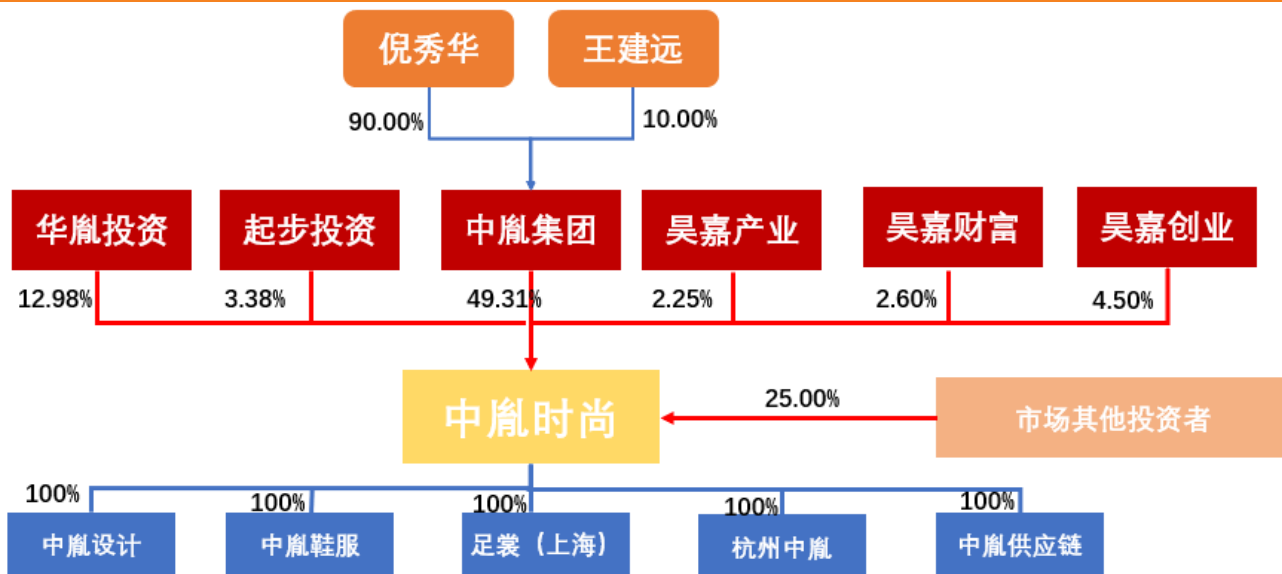 倪秀华
王建远
90.00%
10.00%
华胤投资
起步投资
中胤集团
昊嘉产业
昊嘉财富
昊嘉创业
12.98%
3.38%
49.31%
2.25%
2.60%
4.50%
中胤时尚
25.00%
市场其他投资者
100%
100%
100%
100%
100%
中胤设计
中胤鞋服
足裳（上海）
杭州中胤
中胤供应链